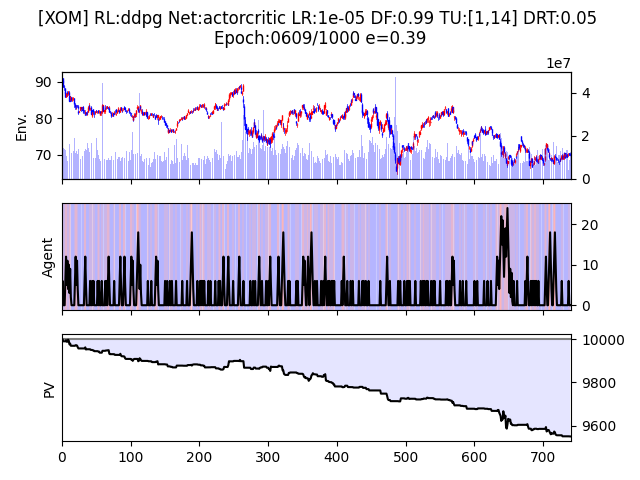 [XOM] RL:ddpg Net:actorcritic LR:1e-05 DF:0.99 TU:[1,14] DRT:0.05
Epoch:0609/1000 e=0.39
1e7
Env.
90
80
70
4
2
0
Agent
20
10
0
PV
10000
9800
9600
0 100 200 300 400 500 600 700